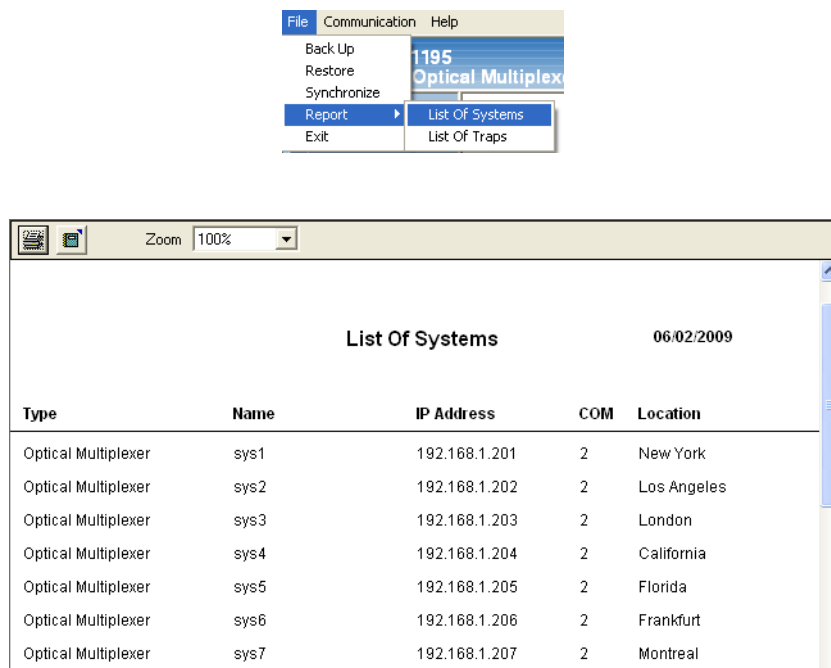 File Communication Help
Back Up
1195
Restore
Optical Multiplex
Synchronize
Report List Of Systems
Exit List Of Traps
Zoom 100%
List Of Systems 06/02/2009
Type Name IP Address COM Location
Optical Multiplexer sys1 192.168.1.201 2 New York
Optical Multiplexer sys2 192.168.1.202 2 Los Angeles
Optical Multiplexer sys3 192.168.1.203 2 London
Optical Multiplexer sys4 192.168.1.204 2 California
Optical Multiplexer sys5 192.168.1.205 2 Florida
Optical Multiplexer sys6 192.168.1.206 2 Frankfurt
Optical Multiplexer sys7 192.168.1.207 2 Montreal